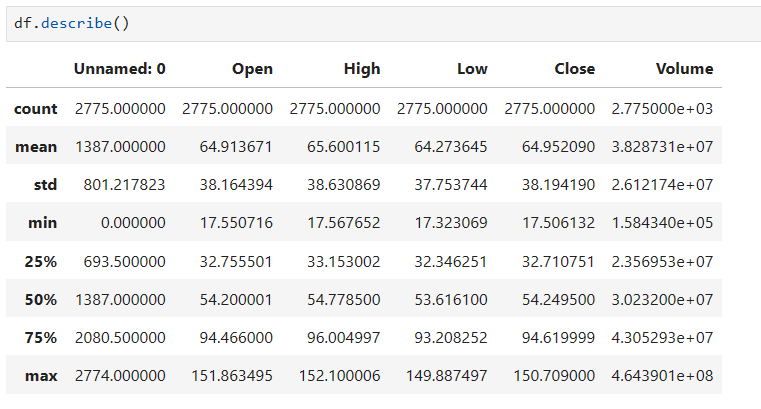 df.describe()
Unnamed: 0 Open High Low Close Volume
count 2775.000000 2775.000000 2775.000000 2775.000000 2775.000000 2.775000e+03
mean 1387.000000 64.913671 65.600115 64.273645 64.952090 3.828731e+07
std 801.217823 38.164394 38.630869 37.753744 38.194190 2.612174e+07
min 0.000000 17.550716 17.567652 17.323069 17.506132 1.584340e+05
25% 693.500000 32.755501 33.153002 32.346251 32.710751 2.356953e+07
50% 1387.000000 54.200001 54.778500 53.616100 54.249500 3.023200e+07
75% 2080.500000 94.466000 96.004997 93.208252 94.619999 4.305293e+07
max 2774.000000 151.863495 152.100006 149.887497 150.709000 4.643901e+08